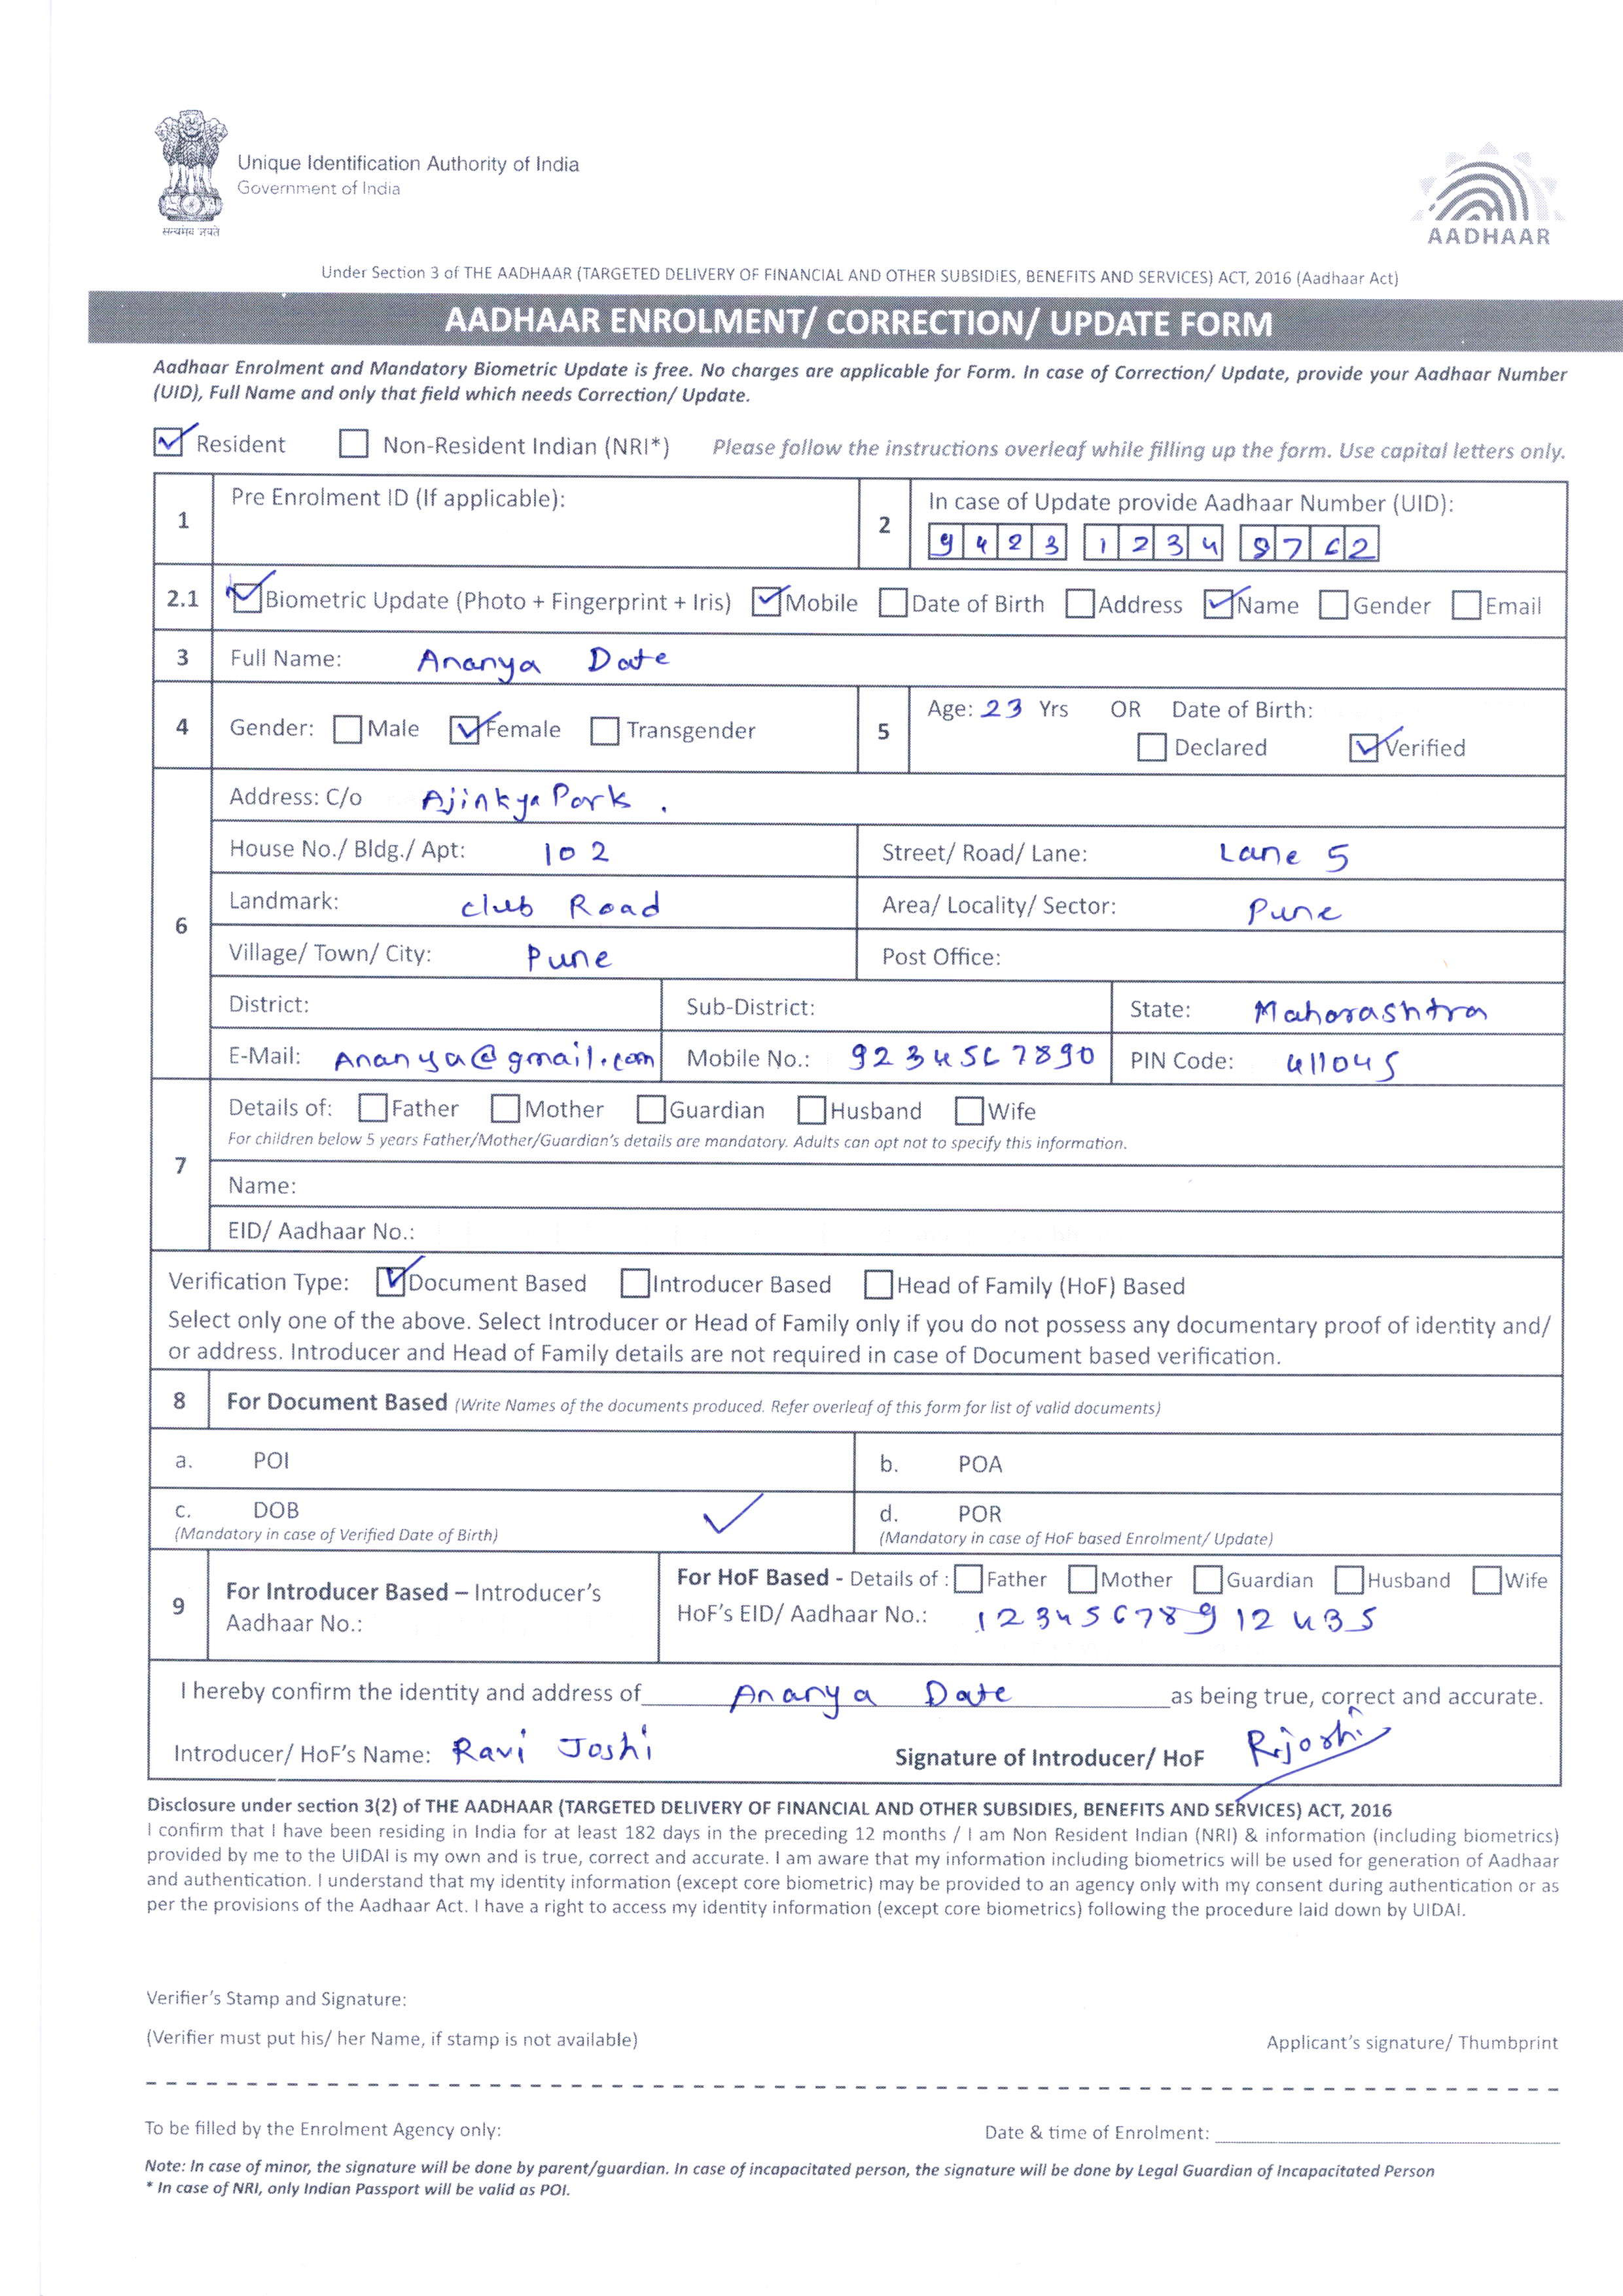 Unique Identification Authority of India
Government of India
सत्यमेव जयते
AADHAAR
Under Section 3 of THE AADHAAR (TARGETED DELIVERY OF FINANCIAL AND OTHER SUBSIDIES, BENEFITS AND SERVICES) ACT, 2016 (Aadhaar Act)
AADHAAR ENROLMENT/ CORRECTION/ UPDATE FORM
Aadhaar Enrolment and Mandatory Biometric Update is free. No charges are applicable for Form. In case of Correction/ Update, provide your Aadhaar Number
(UID), Full Name and only that field which needs Correction/ Update.
Resident Non-Resident Indian (NRI*) Please follow the instructions overleaf while filling up the form. Use capital letters only.
1 Pre Enrolment ID (If applicable): 2 In case of Update provide Aadhaar Number (UID):
9423 1234 8762
2.1 Biometric Update (Photo + Fingerprint + Iris) Mobile Date of Birth Address Name Gender Email
3 Full Name: Ananya Date
4 Gender: Male Female Transgender 5 Age: 23 Yrs OR Date of Birth:
Declared Verified
6 Address: C/o Ajinkya Park .
House No./ Bldg./ Apt: 102 Street/ Road/ Lane: Lane 5
Landmark: club Road Area/ Locality/ Sector: Pune
Village/ Town/ City: Pune Post Office:
District: Sub-District: State: Maharashtra
E-Mail: Ananya@gmail.com Mobile No.: 9234567890 PIN Code: 411045
7 Details of: Father Mother Guardian Husband Wife
For children below 5 years Father/Mother/Guardian's details are mandatory. Adults can opt not to specify this information.
Name:
EID/ Aadhaar No.:
Verification Type: Document Based Introducer Based Head of Family (HoF) Based
Select only one of the above. Select Introducer or Head of Family only if you do not possess any documentary proof of identity and/
or address. Introducer and Head of Family details are not required in case of Document based verification.
8 For Document Based (Write Names of the documents produced. Refer overleaf of this form for list of valid documents)
a. POI b. POA
c. DOB d. POR
(Mandatory in case of Verified Date of Birth) (Mandatory in case of HoF based Enrolment/ Update)
9 For Introducer Based – Introducer's
Aadhaar No.:
For HoF Based - Details of : Father Mother Guardian Husband Wife
HoF's EID/ Aadhaar No.: 1234567891 2435
I hereby confirm the identity and address of Ananya Date as being true, correct and accurate.
Introducer/ HoF's Name: Ravi Joshi Signature of Introducer/ HoF R.joshi
Disclosure under section 3(2) of THE AADHAAR (TARGETED DELIVERY OF FINANCIAL AND OTHER SUBSIDIES, BENEFITS AND SERVICES) ACT, 2016
I confirm that I have been residing in India for at least 182 days in the preceding 12 months / I am Non Resident Indian (NRI) & information (including biometrics)
provided by me to the UIDAI is my own and is true, correct and accurate. I am aware that my information including biometrics will be used for generation of Aadhaar
and authentication. I understand that my identity information (except core biometric) may be provided to an agency only with my consent during authentication or as
per the provisions of the Aadhaar Act. I have a right to access my identity information (except core biometrics) following the procedure laid down by UIDAI.
Verifier's Stamp and Signature:
(Verifier must put his/ her Name, if stamp is not available) Applicant's signature/ Thumbprint
To be filled by the Enrolment Agency only: Date & time of Enrolment:
Note: In case of minor, the signature will be done by parent/guardian. In case of incapacitated person, the signature will be done by Legal Guardian of Incapacitated Person
* In case of NRI, only Indian Passport will be valid as POI.